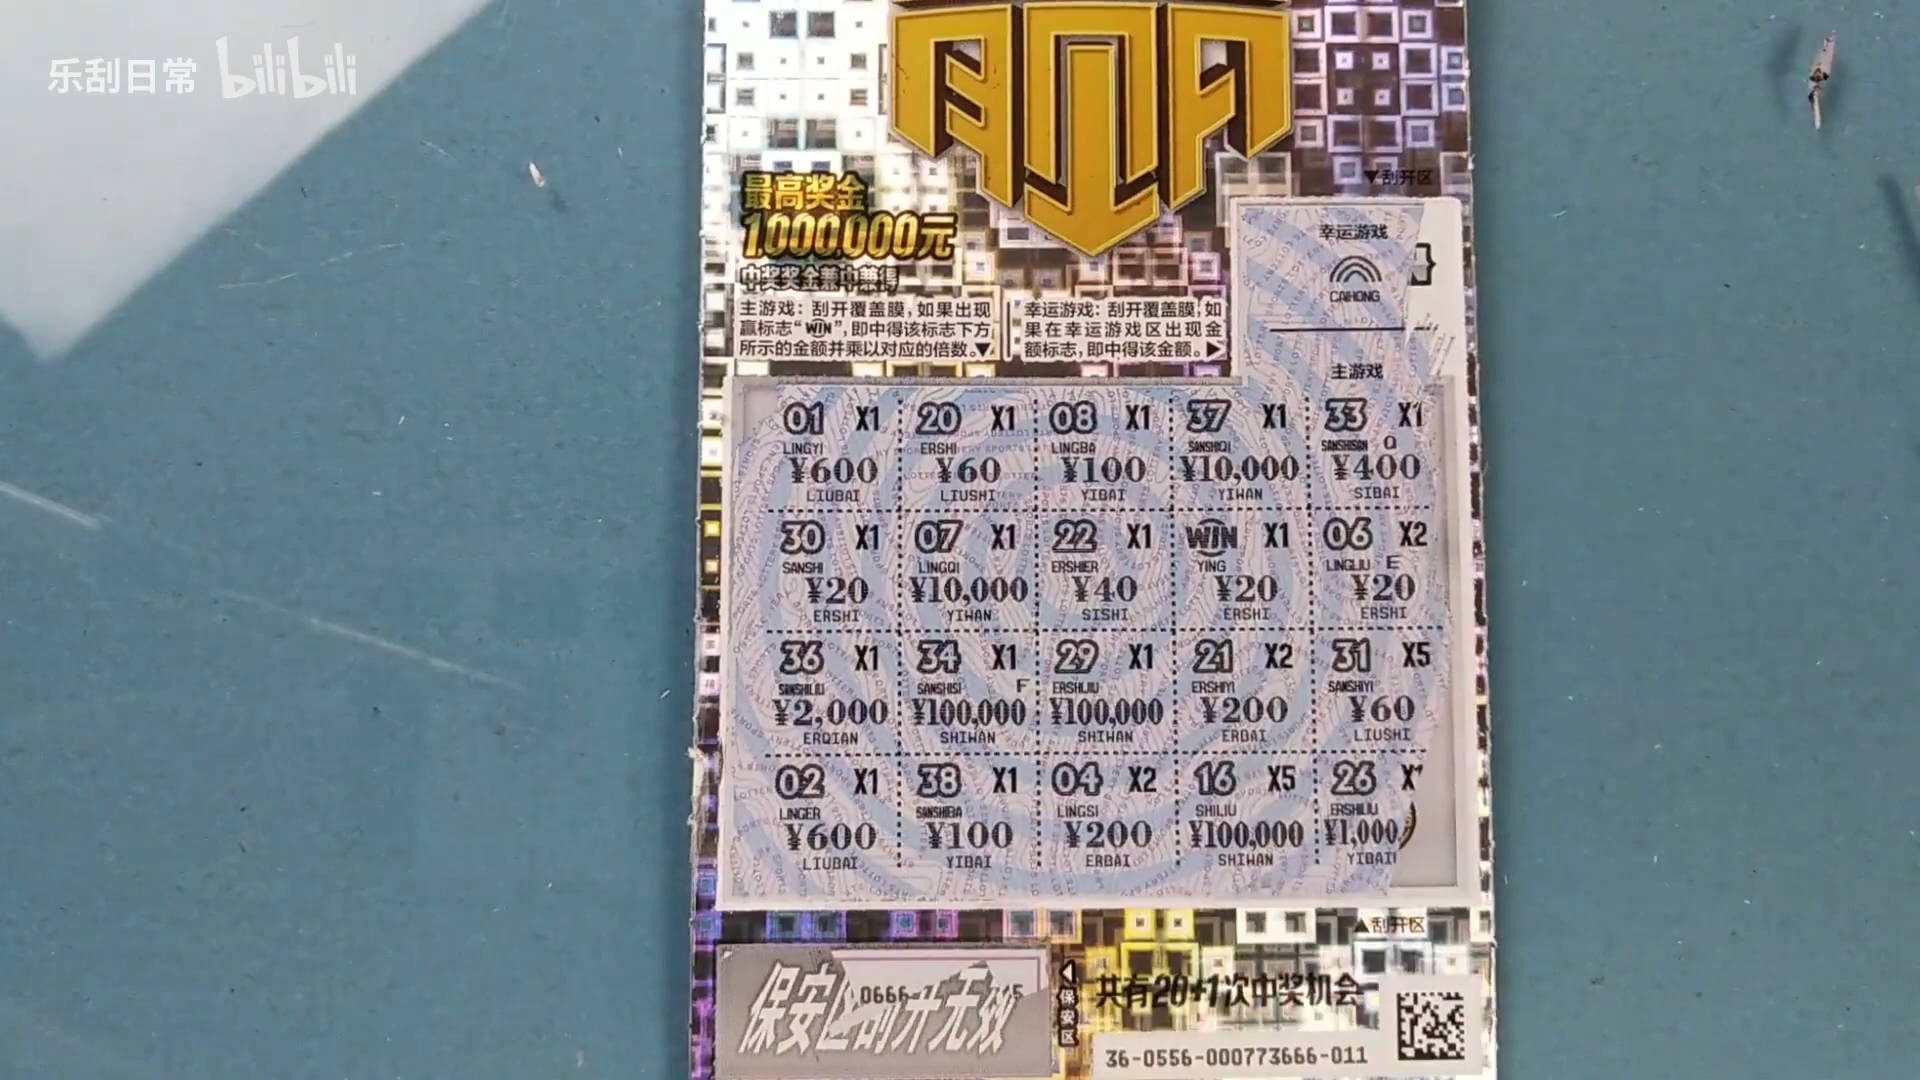 乐刮日常 bilibili
最高奖金
1,000,000元
中奖奖金兼中兼得
主游戏：刮开覆盖膜，如果出现
赢标志“WIN”，即中得该标志下方
所示的金额并乘以对应的倍数。▼
幸运游戏：刮开覆盖膜，如
果在幸运游戏区出现金
额标志，即中得该金额。▶
▼刮开区
幸运游戏
CAIHONG
主游戏
01 X1 20 X1 08 X1 37 X1 33 X1
LINGYI ERSHI LINGBA SANSHIQI SANSHISAN Q
¥600 ¥60 ¥100 ¥10,000 ¥400
LIUBAI LIUSHI YIBAI YIWAN SIBAI
30 X1 07 X1 22 X1 WIN X1 06 X2
SANSHI LINGQI ERSHIER YING LINGLIU E
¥20 ¥10,000 ¥40 ¥20 ¥20
ERSHI YIWAN SISHI ERSHI ERSHI
36 X1 34 X1 29 X1 21 X2 31 X5
SANSHILIU SANSHISI F ERSHIJIU ERSHIYI SANSHIYI
¥2,000 ¥100,000 ¥100,000 ¥200 ¥60
ERQIAN SHIWAN SHIWAN ERBAI LIUSHI
02 X1 38 X1 04 X2 16 X5 26
LINGER SANSHIBA LINGSI SHILIU ERSHILIU
¥600 ¥100 ¥200 ¥100,000 ¥1,000
LIUBAI YIBAI ERBAI SHIWAN
▲刮开区
保安区刮开无效
0666
◀保安区
共有20+1次中奖机会
36-0556-000773666-011